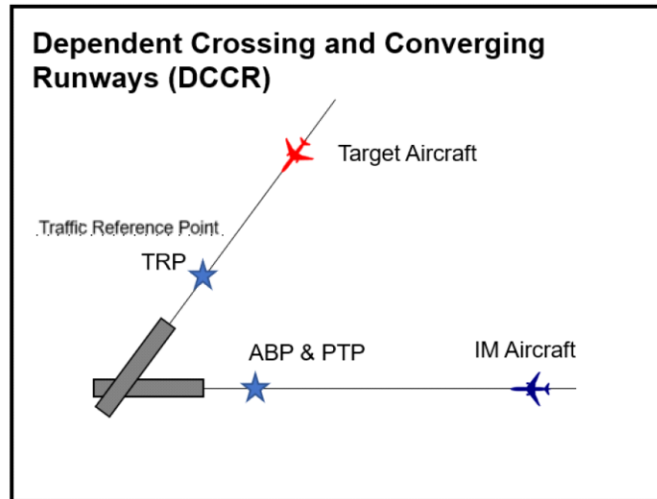 Dependent Crossing and Converging
Runways (DCCR)
Target Aircraft
Traffic Reference Point
TRP
ABP & PTP
IM Aircraft